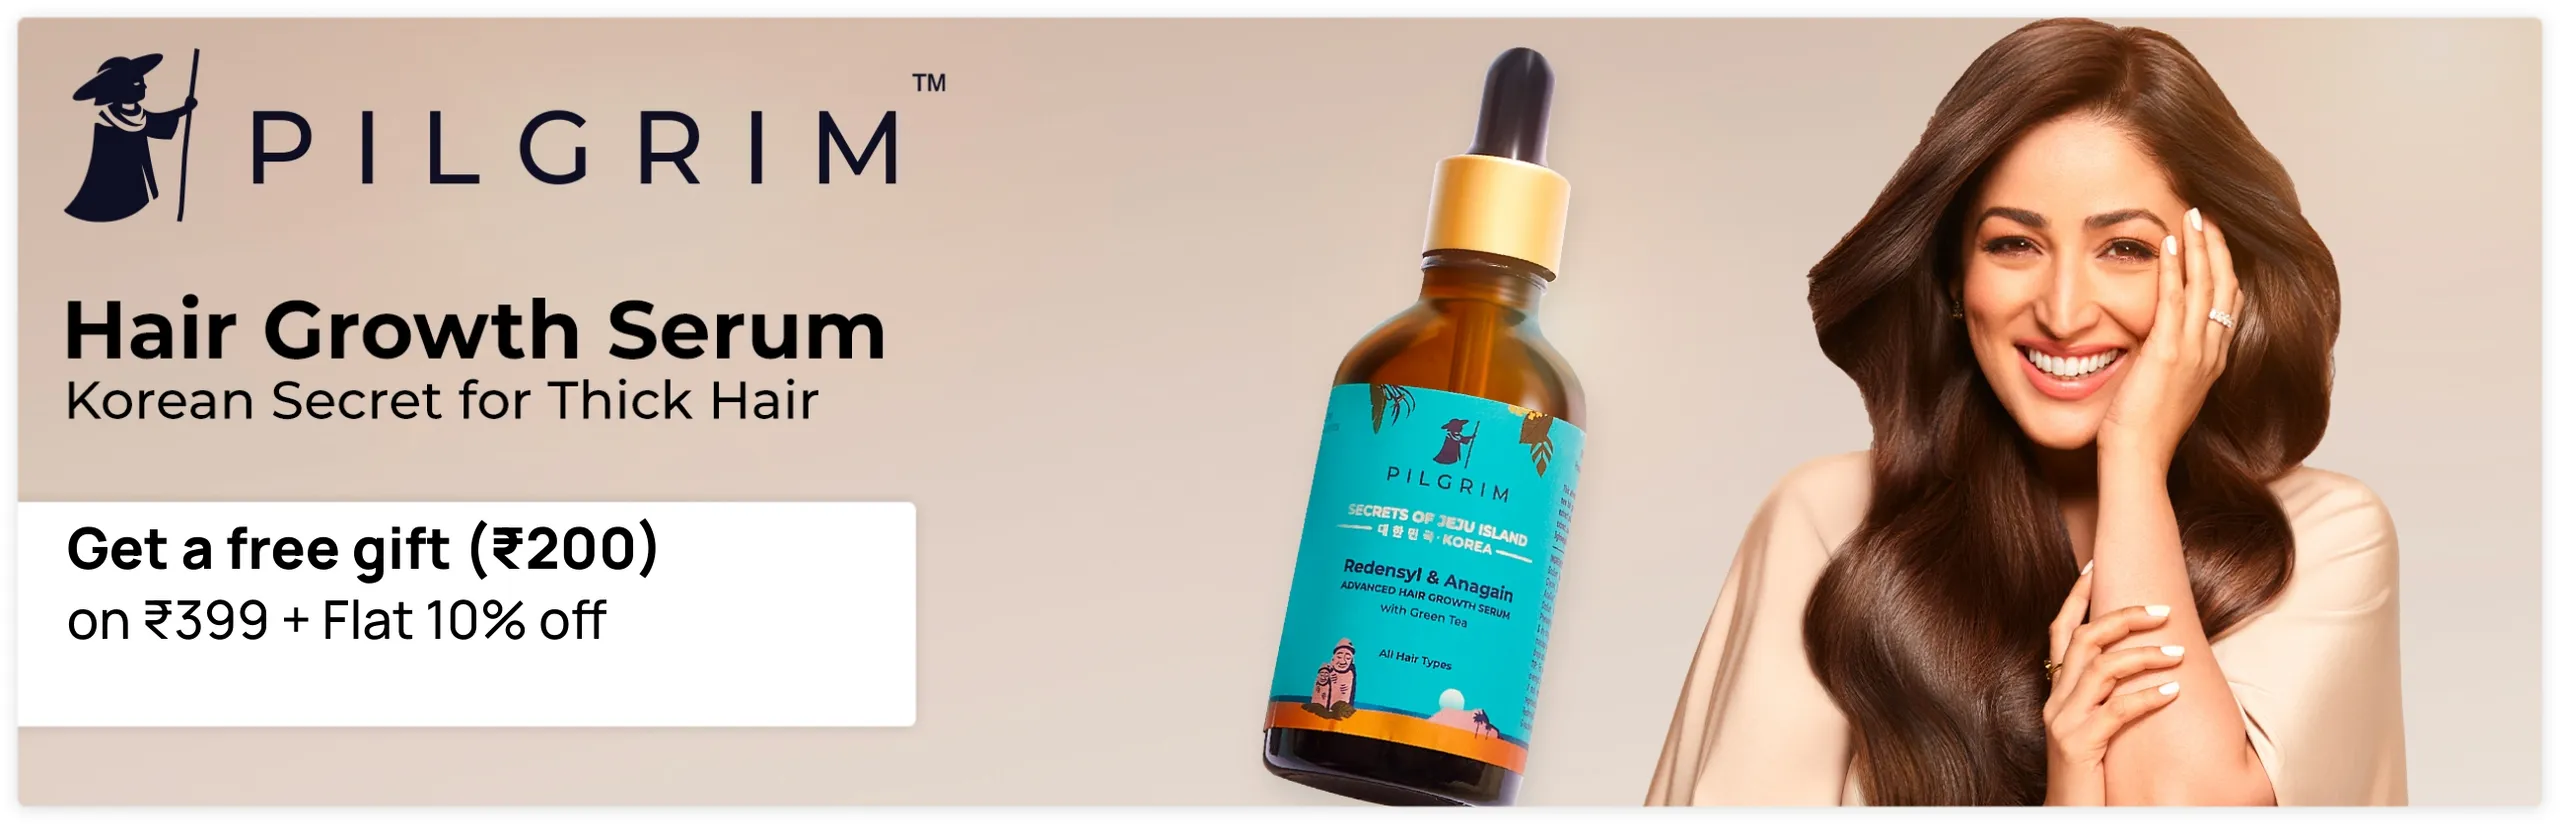 PILGRIM™
Hair Growth Serum
Korean Secret for Thick Hair
Get a free gift (₹200)
on ₹399 + Flat 10% off
PILGRIM
SECRETS OF JEJU ISLAND
대한민국·KOREA
Redensyl & Anagain
ADVANCED HAIR GROWTH SERUM
with Green Tea
All Hair Types